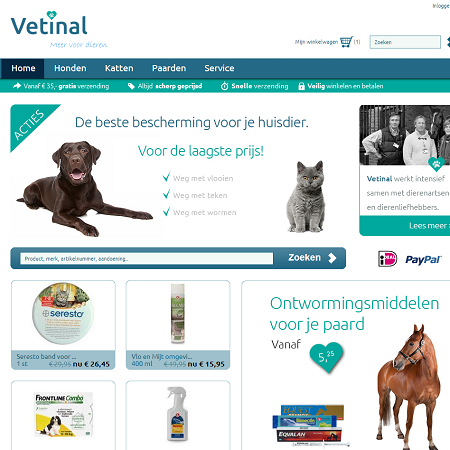 Inlogge
Vetinal
Meer voor dieren
Mijn winkelwagen (1)
Zoeken
Home Honden Katten Paarden Service
Vanaf € 35,- gratis verzending Altijd scherp geprijsd Snelle verzending Veilig winkelen en betalen
ACTIES
De beste bescherming voor je huisdier.
Voor de laagste prijs!
Weg met vlooien
Weg met teken
Weg met wormen
Vetinal werkt intensief
samen met dierenartsen
en dierenliefhebbers.
Lees meer
Product, merk, artikelnummer, aandoening..
Zoeken
iDEAL
PayPal
seresto
Seresto band voor ...
1 st € 29,95 nu € 26,45
Vlo en Mijt omgevi...
400 ml € 19,95 nu € 15,95
Ontwormingsmiddelen
voor je paard
Vanaf
5,25
FRONTLINE Combo
EQUEST
EQVALAN